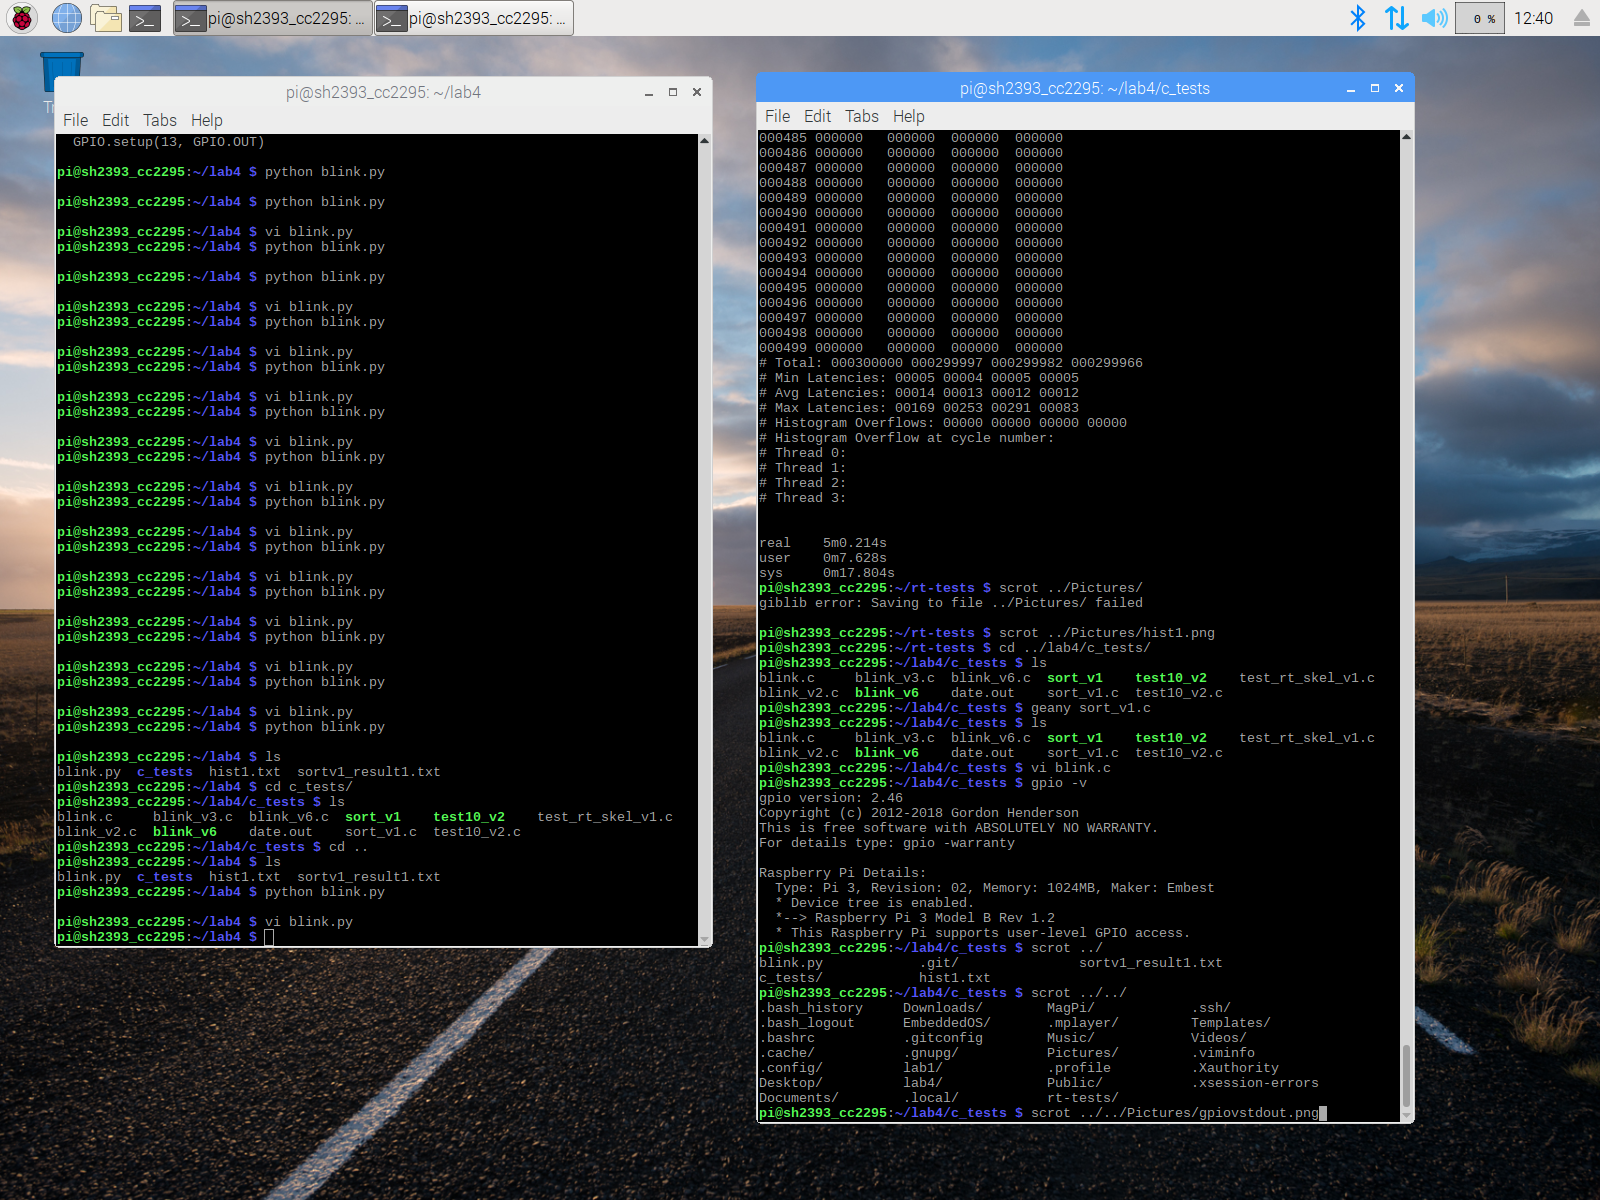 pi@sh2393_cc2295: ...
pi@sh2393_cc2295: ...
0 %
12:40
pi@sh2393_cc2295: ~/lab4
File Edit Tabs Help
GPIO.setup(13, GPIO.OUT)
pi@sh2393_cc2295:~/lab4 $ python blink.py
pi@sh2393_cc2295:~/lab4 $ python blink.py
pi@sh2393_cc2295:~/lab4 $ vi blink.py
pi@sh2393_cc2295:~/lab4 $ python blink.py
pi@sh2393_cc2295:~/lab4 $ python blink.py
pi@sh2393_cc2295:~/lab4 $ vi blink.py
pi@sh2393_cc2295:~/lab4 $ python blink.py
pi@sh2393_cc2295:~/lab4 $ vi blink.py
pi@sh2393_cc2295:~/lab4 $ python blink.py
pi@sh2393_cc2295:~/lab4 $ vi blink.py
pi@sh2393_cc2295:~/lab4 $ python blink.py
pi@sh2393_cc2295:~/lab4 $ vi blink.py
pi@sh2393_cc2295:~/lab4 $ python blink.py
pi@sh2393_cc2295:~/lab4 $ vi blink.py
pi@sh2393_cc2295:~/lab4 $ python blink.py
pi@sh2393_cc2295:~/lab4 $ vi blink.py
pi@sh2393_cc2295:~/lab4 $ python blink.py
pi@sh2393_cc2295:~/lab4 $ vi blink.py
pi@sh2393_cc2295:~/lab4 $ python blink.py
pi@sh2393_cc2295:~/lab4 $ vi blink.py
pi@sh2393_cc2295:~/lab4 $ python blink.py
pi@sh2393_cc2295:~/lab4 $ vi blink.py
pi@sh2393_cc2295:~/lab4 $ python blink.py
pi@sh2393_cc2295:~/lab4 $ vi blink.py
pi@sh2393_cc2295:~/lab4 $ python blink.py
pi@sh2393_cc2295:~/lab4 $ ls
blink.py c_tests hist1.txt sortv1_result1.txt
pi@sh2393_cc2295:~/lab4 $ cd c_tests/
pi@sh2393_cc2295:~/lab4/c_tests $ ls
blink.c blink_v3.c blink_v6.c sort_v1 test10_v2 test_rt_skel_v1.c
blink_v2.c blink_v6 date.out sort_v1.c test10_v2.c
pi@sh2393_cc2295:~/lab4/c_tests $ cd ..
pi@sh2393_cc2295:~/lab4 $ ls
blink.py c_tests hist1.txt sortv1_result1.txt
pi@sh2393_cc2295:~/lab4 $ python blink.py
pi@sh2393_cc2295:~/lab4 $ vi blink.py
pi@sh2393_cc2295:~/lab4 $
pi@sh2393_cc2295: ~/lab4/c_tests
File Edit Tabs Help
000485 000000 000000 000000 000000
000486 000000 000000 000000 000000
000487 000000 000000 000000 000000
000488 000000 000000 000000 000000
000489 000000 000000 000000 000000
000490 000000 000000 000000 000000
000491 000000 000000 000000 000000
000492 000000 000000 000000 000000
000493 000000 000000 000000 000000
000494 000000 000000 000000 000000
000495 000000 000000 000000 000000
000496 000000 000000 000000 000000
000497 000000 000000 000000 000000
000498 000000 000000 000000 000000
000499 000000 000000 000000 000000
# Total: 000300000 000299997 000299982 000299966
# Min Latencies: 00005 00004 00005 00005
# Avg Latencies: 00014 00013 00012 00012
# Max Latencies: 00169 00253 00291 00083
# Histogram Overflows: 00000 00000 00000 00000
# Histogram Overflow at cycle number:
# Thread 0:
# Thread 1:
# Thread 2:
# Thread 3:
real 5m0.214s
user 0m7.628s
sys 0m17.804s
pi@sh2393_cc2295:~/rt-tests $ scrot ../Pictures/
giblib error: Saving to file ../Pictures/ failed
pi@sh2393_cc2295:~/rt-tests $ scrot ../Pictures/hist1.png
pi@sh2393_cc2295:~/rt-tests $ cd ../lab4/c_tests/
pi@sh2393_cc2295:~/lab4/c_tests $ ls
blink.c blink_v3.c blink_v6.c sort_v1 test10_v2 test_rt_skel_v1.c
blink_v2.c blink_v6 date.out sort_v1.c test10_v2.c
pi@sh2393_cc2295:~/lab4/c_tests $ geany sort_v1.c
pi@sh2393_cc2295:~/lab4/c_tests $ ls
blink.c blink_v3.c blink_v6.c sort_v1 test10_v2 test_rt_skel_v1.c
blink_v2.c blink_v6 date.out sort_v1.c test10_v2.c
pi@sh2393_cc2295:~/lab4/c_tests $ vi blink.c
pi@sh2393_cc2295:~/lab4/c_tests $ gpio -v
gpio version: 2.46
Copyright (c) 2012-2018 Gordon Henderson
This is free software with ABSOLUTELY NO WARRANTY.
For details type: gpio -warranty
Raspberry Pi Details:
Type: Pi 3, Revision: 02, Memory: 1024MB, Maker: Embest
* Device tree is enabled.
*--> Raspberry Pi 3 Model B Rev 1.2
* This Raspberry Pi supports user-level GPIO access.
pi@sh2393_cc2295:~/lab4/c_tests $ scrot ../
blink.py .git/ sortv1_result1.txt
c_tests/ hist1.txt
pi@sh2393_cc2295:~/lab4/c_tests $ scrot ../../
.bash_history Downloads/ MagPi/ .ssh/
.bash_logout EmbeddedOS/ .mplayer/ Templates/
.bashrc .gitconfig Music/ Videos/
.cache/ .gnupg/ Pictures/ .viminfo
.config/ lab1/ .profile .Xauthority
Desktop/ lab4/ Public/ .xsession-errors
Documents/ .local/ rt-tests/
pi@sh2393_cc2295:~/lab4/c_tests $ scrot ../../Pictures/gpiovstdout.png